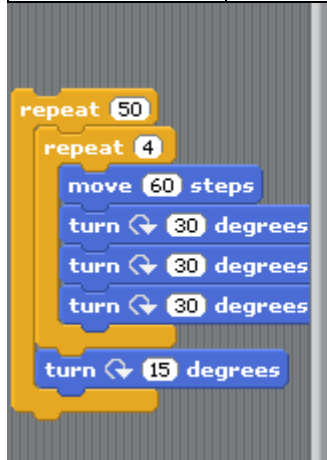 repeat 50
repeat 4
move 60 steps
turn 30 degrees
turn 30 degrees
turn 30 degrees
turn 15 degrees